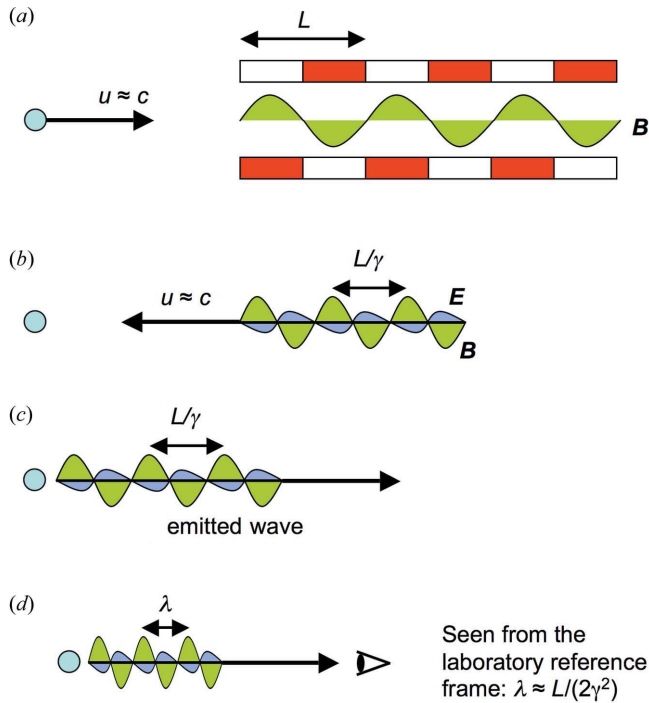 (a)
L
u ≈ c
B
(b)
L/γ
u ≈ c
E
B
(c)
L/γ
emitted wave
(d)
λ
Seen from the
laboratory reference
frame: λ ≈ L/(2γ²)